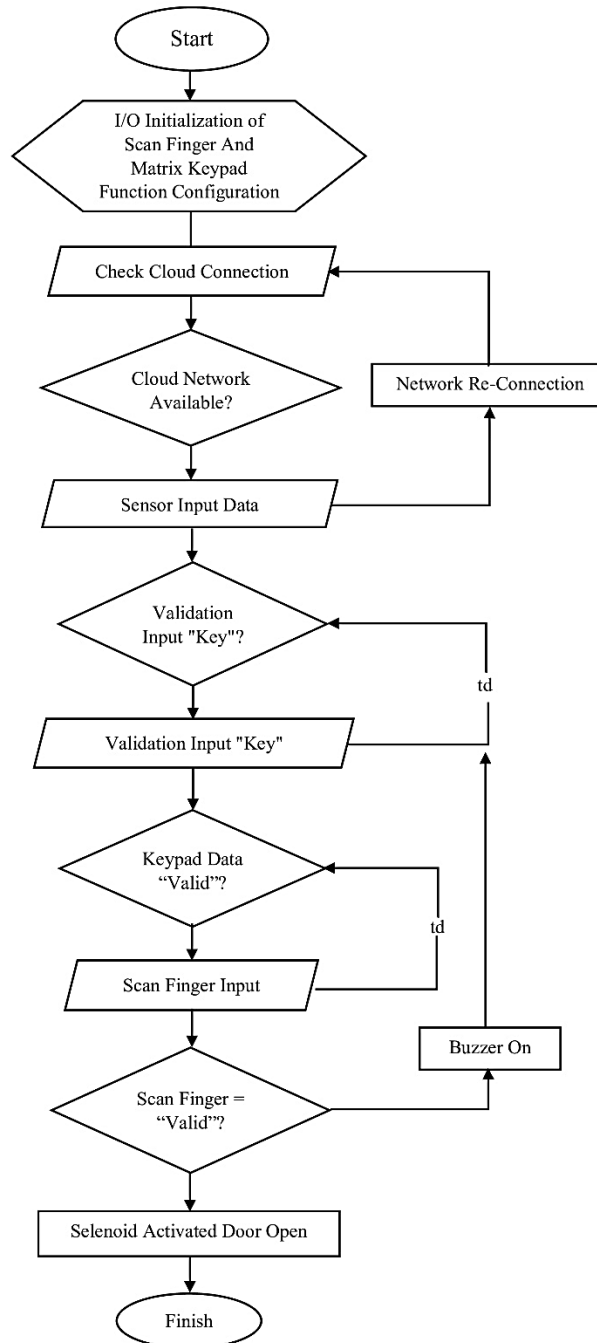 Start
I/O Initialization of
Scan Finger And
Matrix Keypad
Function Configuration
Check Cloud Connection
Cloud Network
Available?
Network Re-Connection
Sensor Input Data
Validation
Input "Key"?
td
Validation Input "Key"
Keypad Data
“Valid”?
td
Scan Finger Input
Buzzer On
Scan Finger =
“Valid”?
Selenoid Activated Door Open
Finish